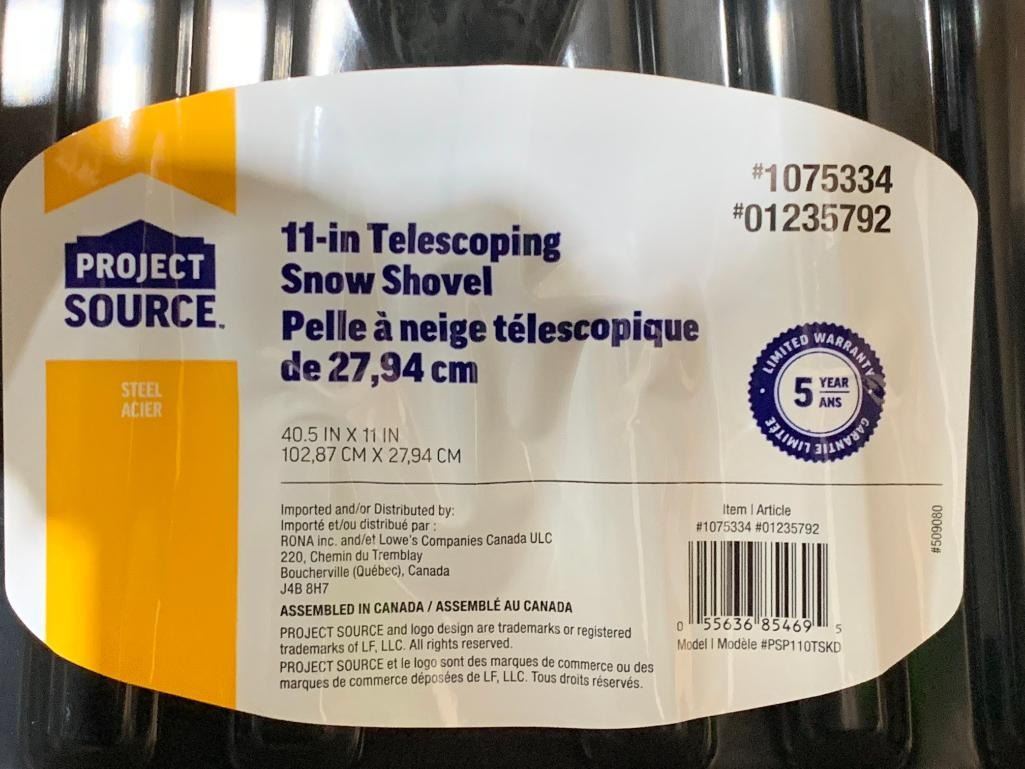 #1075334
#01235792
PROJECT
SOURCE™
11-in Telescoping
Snow Shovel
Pelle à neige télescopique
de 27,94 cm
STEEL
ACIER
LIMITED WARRANTY
5 YEAR
ANS
GARANTIE LIMITÉE
40.5 IN X 11 IN
102,87 CM X 27,94 CM
Imported and/or Distributed by:
Importé et/ou distribué par :
RONA inc. and/et Lowe's Companies Canada ULC
220, Chemin du Tremblay
Boucherville (Québec), Canada
J4B 8H7
ASSEMBLED IN CANADA / ASSEMBLÉ AU CANADA
PROJECT SOURCE and logo design are trademarks or registered
trademarks of LF, LLC. All rights reserved.
PROJECT SOURCE et le logo sont des marques de commerce ou des
marques de commerce déposées de LF, LLC. Tous droits réservés.
Item | Article
#1075334 #01235792
0 55636 85469 5
Model | Modèle #PSP110TSKD
#509080